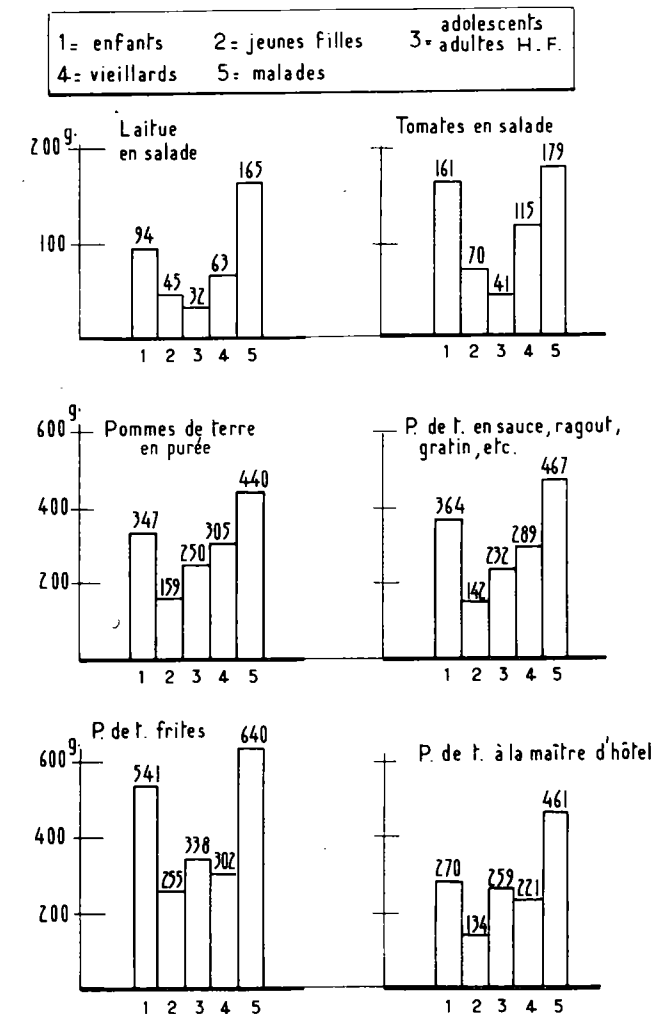 1= enfants 2= jeunes filles 3= adolescents adultes H.F.
4= vieillards 5= malades
Laitue
en salade
200 g.
100
94 45 32 63 165
1 2 3 4 5
Tomates en salade
161 70 41 115 179
1 2 3 4 5
Pommes de terre
en purée
600 g.
400
200
347 159 250 305 440
1 2 3 4 5
P. de t. en sauce, ragout,
gratin, etc.
364 142 232 289 467
1 2 3 4 5
P. de t. frites
600 g.
400
200
541 255 338 302 640
1 2 3 4 5
P. de t. à la maître d'hôtel
270 134 259 221 461
1 2 3 4 5